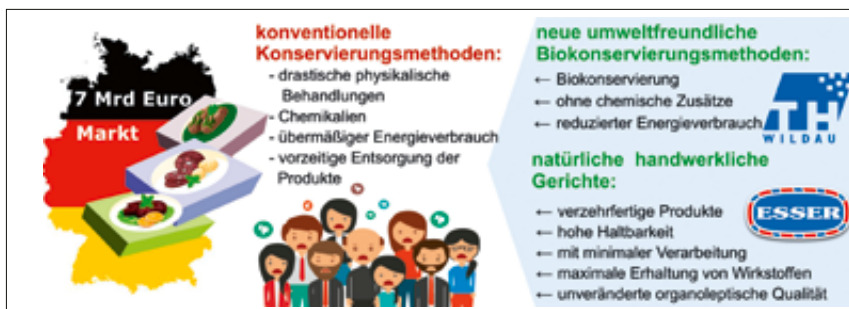 7 Mrd Euro
Markt
konventionelle
Konservierungsmethoden:
- drastische physikalische
Behandlungen
- Chemikalien
- übermäßiger Energieverbrauch
- vorzeitige Entsorgung der
Produkte
neue umweltfreundliche
Biokonservierungsmethoden:
← Biokonservierung
← ohne chemische Zusätze
← reduzierter Energieverbrauch
TH
WILDAU
natürliche handwerkliche
Gerichte:
← verzehrfertige Produkte
← hohe Haltbarkeit
← mit minimaler Verarbeitung
← maximale Erhaltung von Wirkstoffen
← unveränderte organoleptische Qualität
ESSER